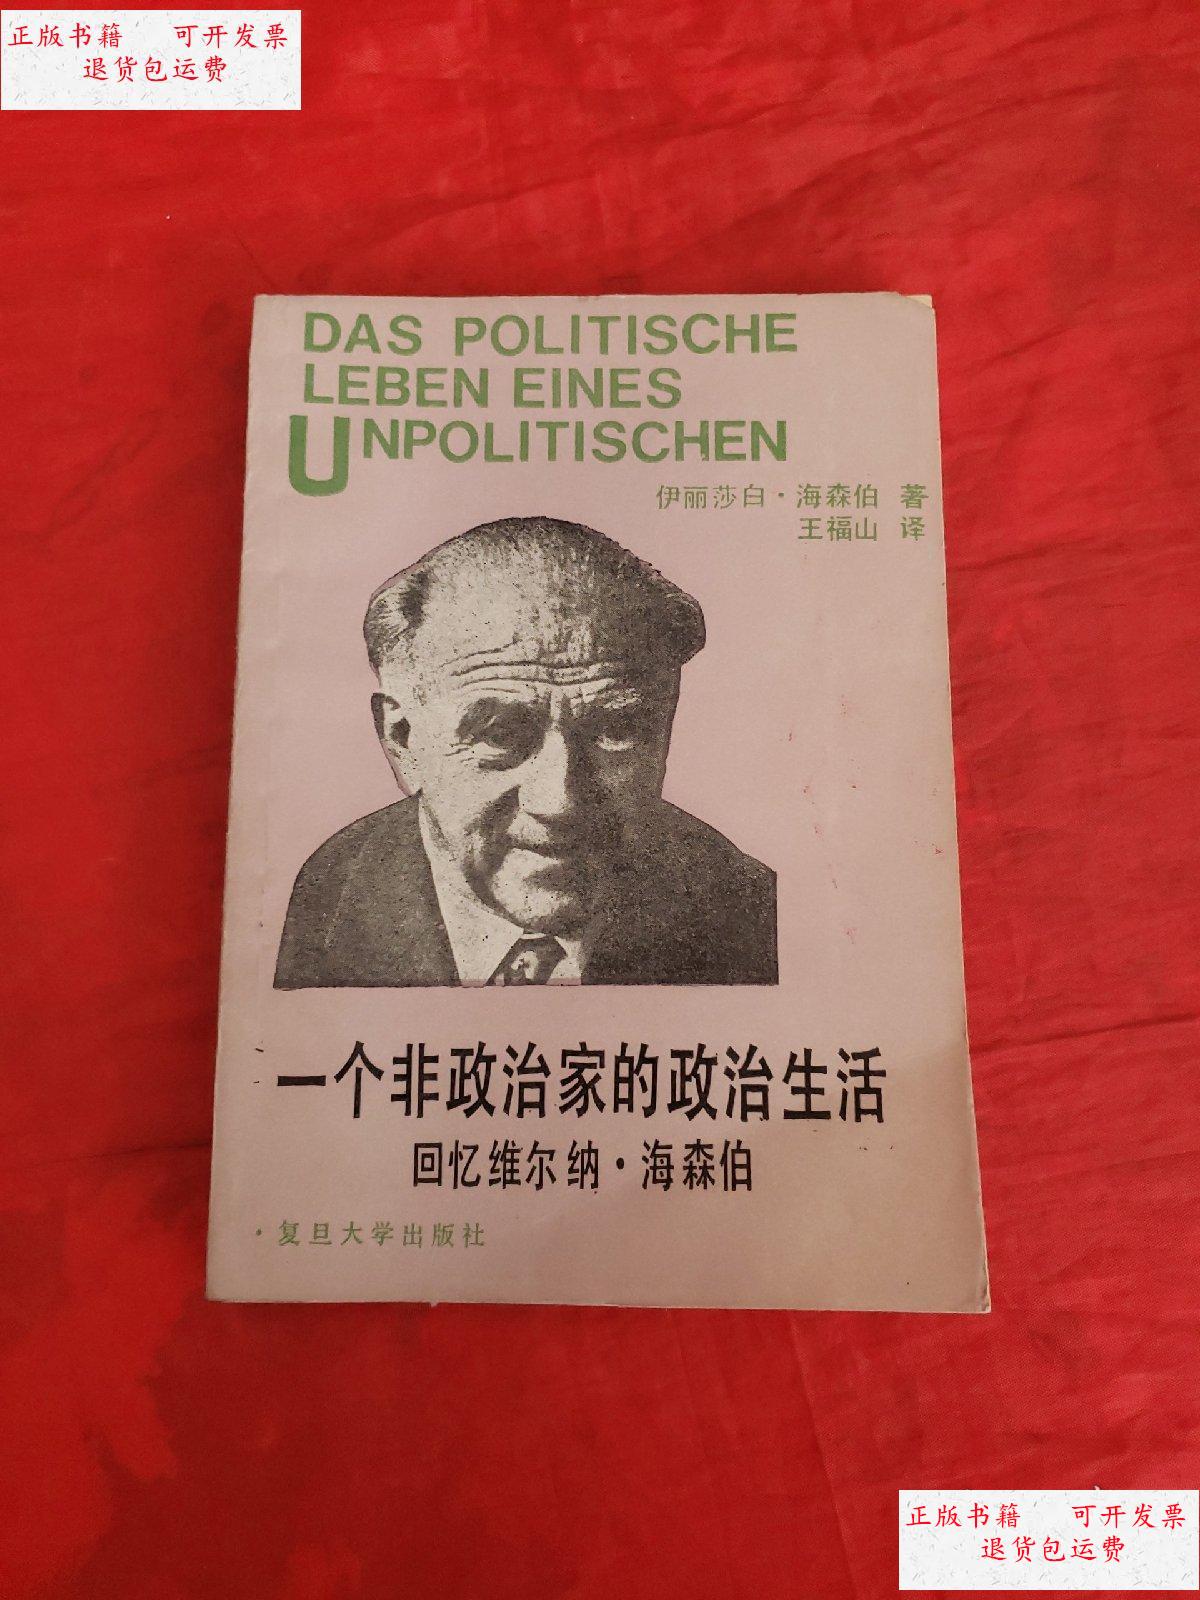 正版书籍 可开发票
退货包运费
DAS POLITISCHE
LEBEN EINES
UNPOLITISCHEN
伊丽莎白·海森伯 著
王福山 译
一个非政治家的政治生活
回忆维尔纳·海森伯
·复旦大学出版社
正版书籍 可开发票
退货包运费